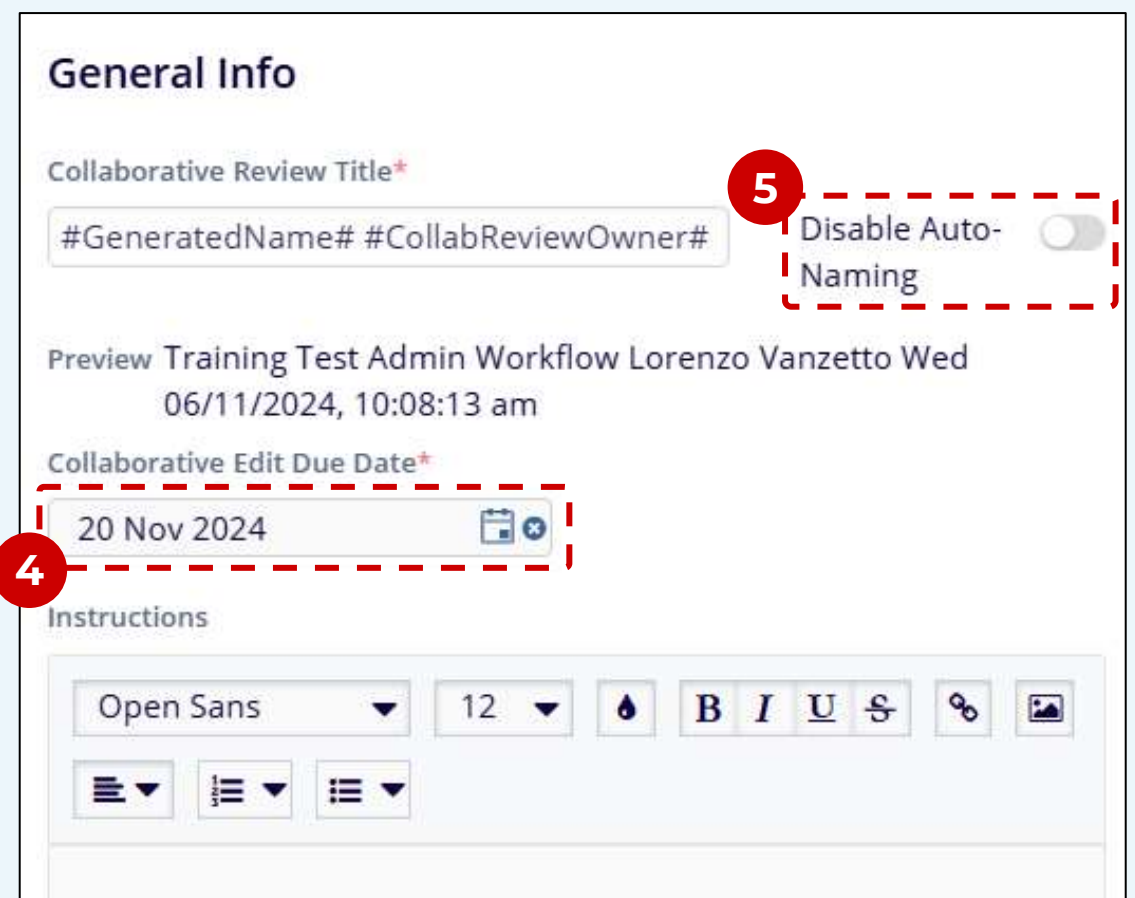 General Info
Collaborative Review Title*
5
#GeneratedName# #CollabReviewOwner#
Disable Auto-
Naming
Preview Training Test Admin Workflow Lorenzo Vanzetto Wed
06/11/2024, 10:08:13 am
Collaborative Edit Due Date*
20 Nov 2024
4
Instructions
Open Sans 12 B I U S